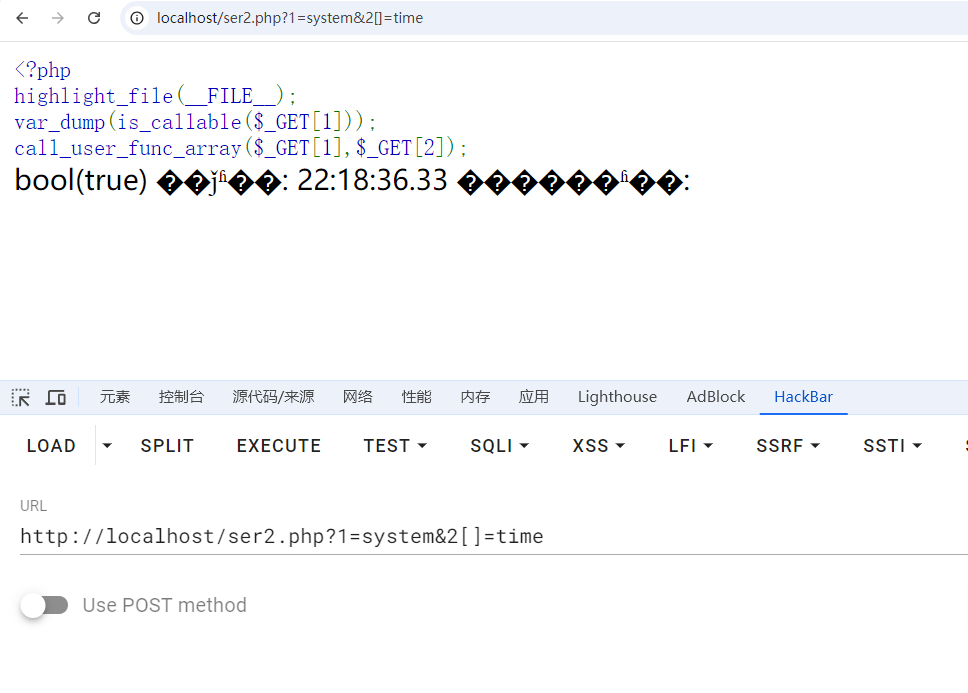 localhost/ser2.php?1=system&2[]=time
<?php
highlight_file(__FILE__);
var_dump(is_callable($_GET[1]));
call_user_func_array($_GET[1],$_GET[2]);
bool(true) ��ǰʱ��: 22:18:36.33 ������ʱ��:
元素 控制台 源代码/来源 网络 性能 内存 应用 Lighthouse AdBlock HackBar
LOAD SPLIT EXECUTE TEST SQLI XSS LFI SSRF SSTI
URL
http://localhost/ser2.php?1=system&2[]=time
Use POST method